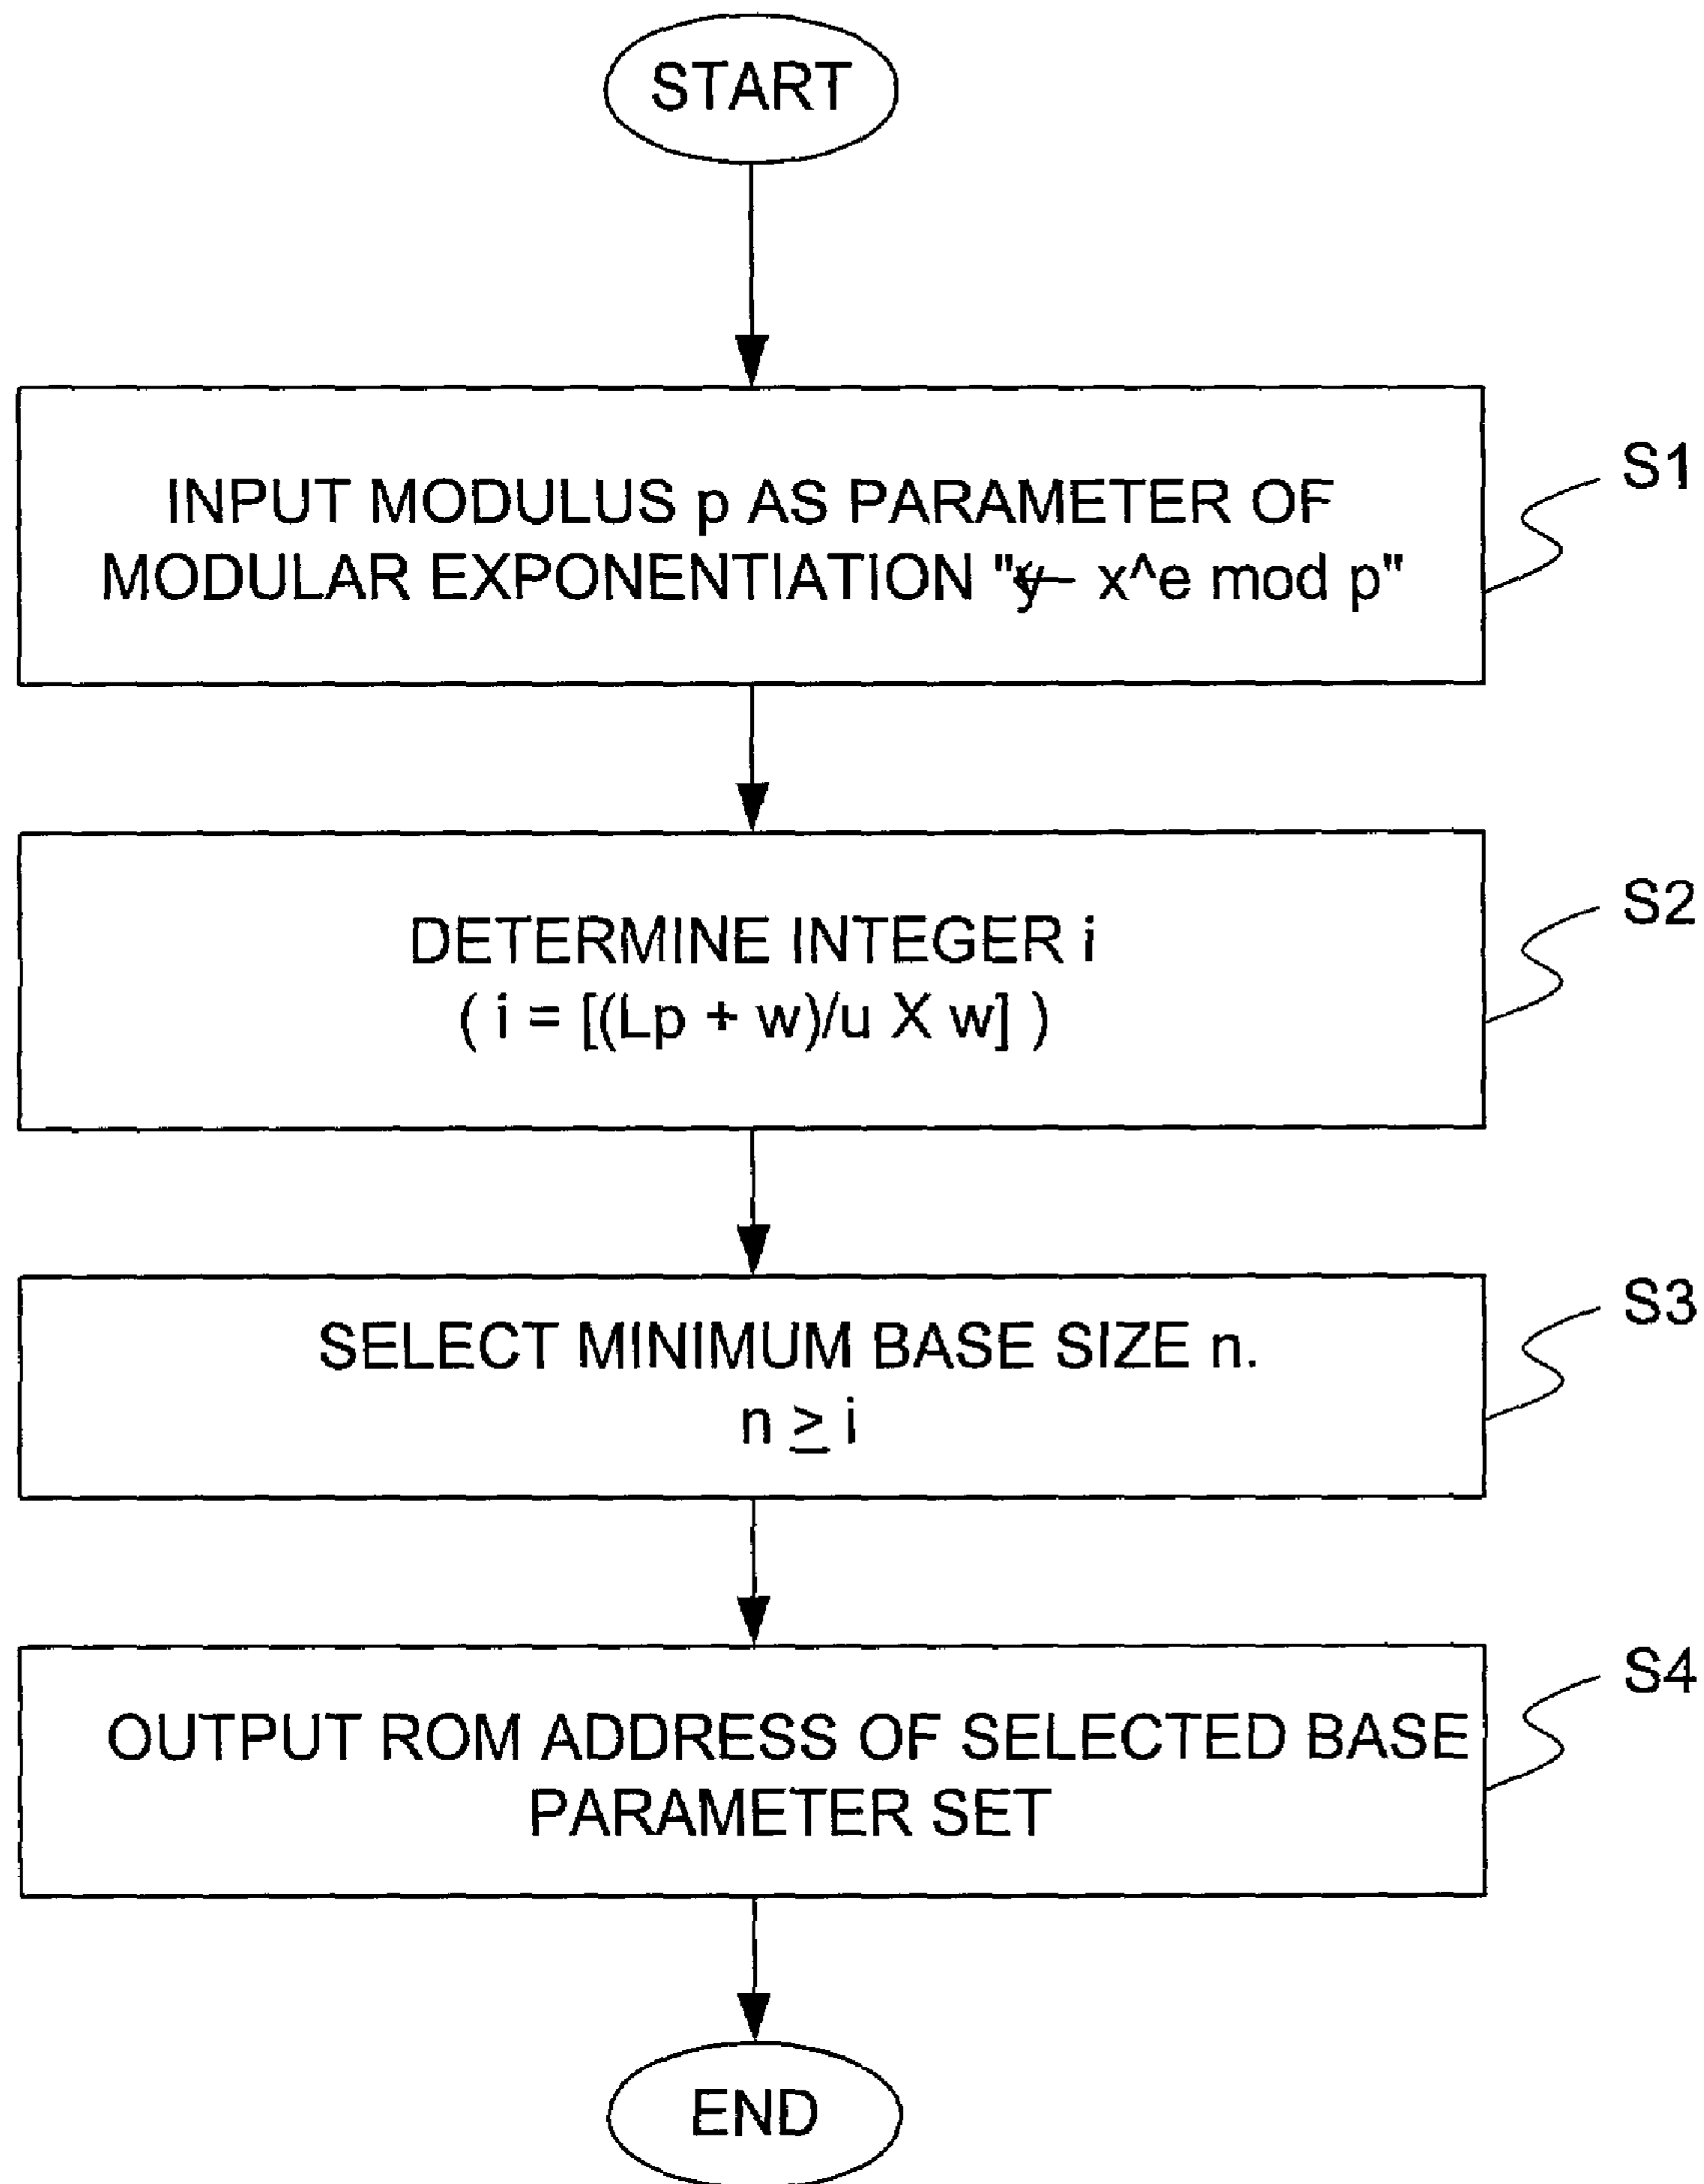 START
INPUT MODULUS p AS PARAMETER OF
MODULAR EXPONENTIATION "y← x^e mod p"
S1
DETERMINE INTEGER i
( i = [(Lp + w)/u X w] )
S2
SELECT MINIMUM BASE SIZE n.
n ≥ i
S3
OUTPUT ROM ADDRESS OF SELECTED BASE
PARAMETER SET
S4
END